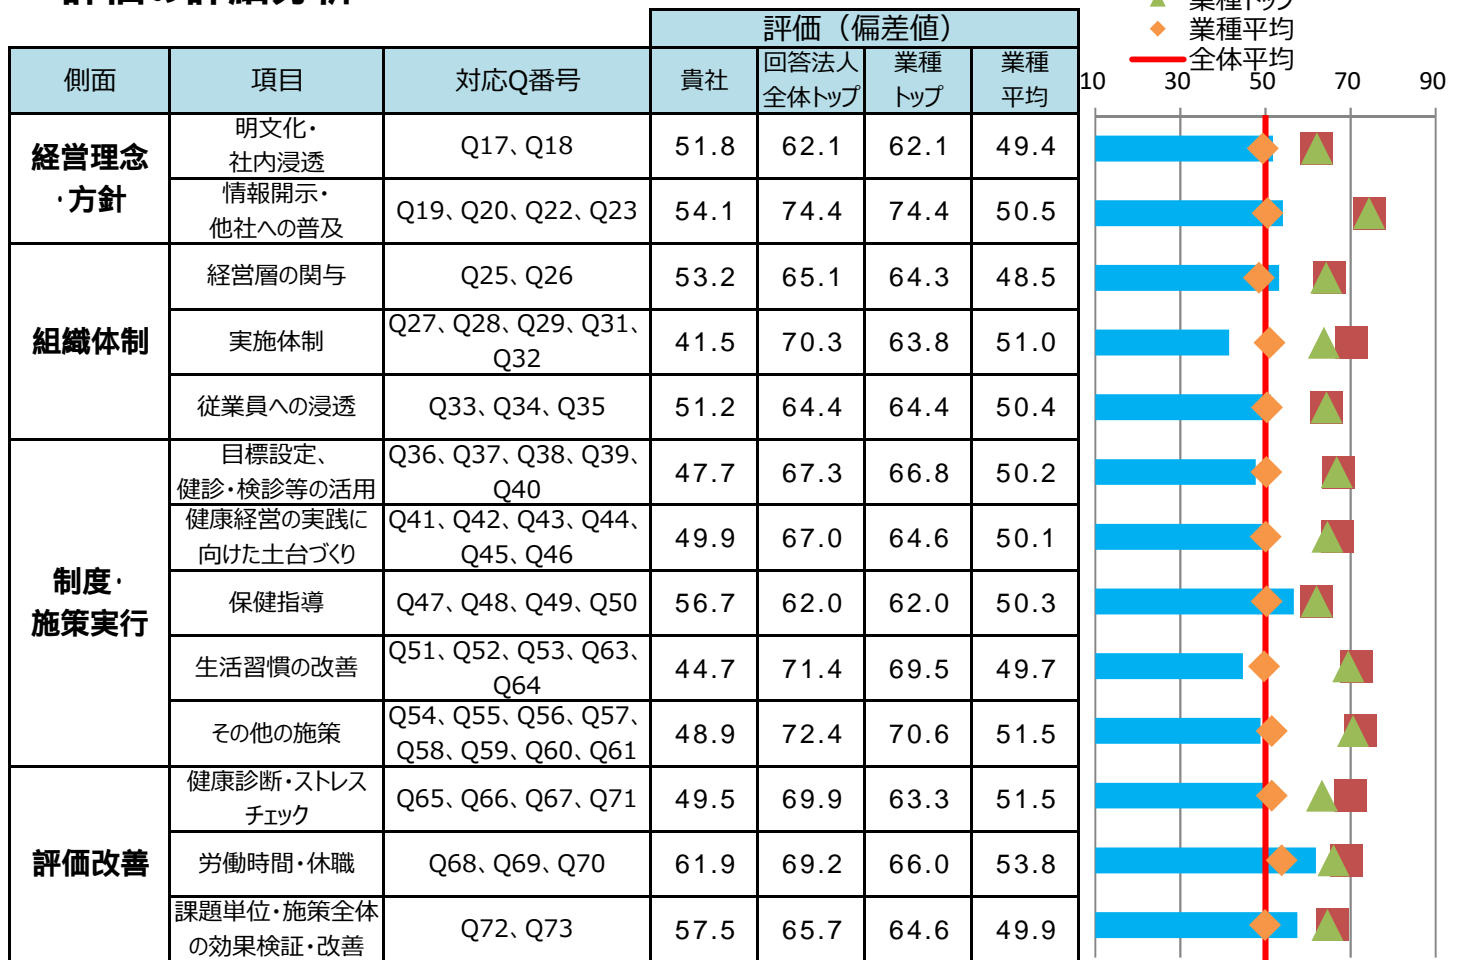 評価の詳細分析
業種トップ
業種平均
全体平均
評価（偏差値）
側面 項目 対応Q番号 貴社 回答法人 業種 業種
全体トップ トップ 平均
10 30 50 70 90
経営理念
・方針
明文化・
社内浸透
Q17、Q18 51.8 62.1 62.1 49.4
情報開示・
他社への普及
Q19、Q20、Q22、Q23 54.1 74.4 74.4 50.5
組織体制
経営層の関与 Q25、Q26 53.2 65.1 64.3 48.5
実施体制
Q27、Q28、Q29、Q31、
Q32
41.5 70.3 63.8 51.0
従業員への浸透 Q33、Q34、Q35 51.2 64.4 64.4 50.4
制度・
施策実行
目標設定、
健診・検診等の活用
Q36、Q37、Q38、Q39、
Q40
47.7 67.3 66.8 50.2
健康経営の実践に
向けた土台づくり
Q41、Q42、Q43、Q44、
Q45、Q46
49.9 67.0 64.6 50.1
保健指導 Q47、Q48、Q49、Q50 56.7 62.0 62.0 50.3
生活習慣の改善
Q51、Q52、Q53、Q63、
Q64
44.7 71.4 69.5 49.7
その他の施策
Q54、Q55、Q56、Q57、
Q58、Q59、Q60、Q61
48.9 72.4 70.6 51.5
評価改善
健康診断・ストレス
チェック
Q65、Q66、Q67、Q71 49.5 69.9 63.3 51.5
労働時間・休職 Q68、Q69、Q70 61.9 69.2 66.0 53.8
課題単位・施策全体
の効果検証・改善
Q72、Q73 57.5 65.7 64.6 49.9